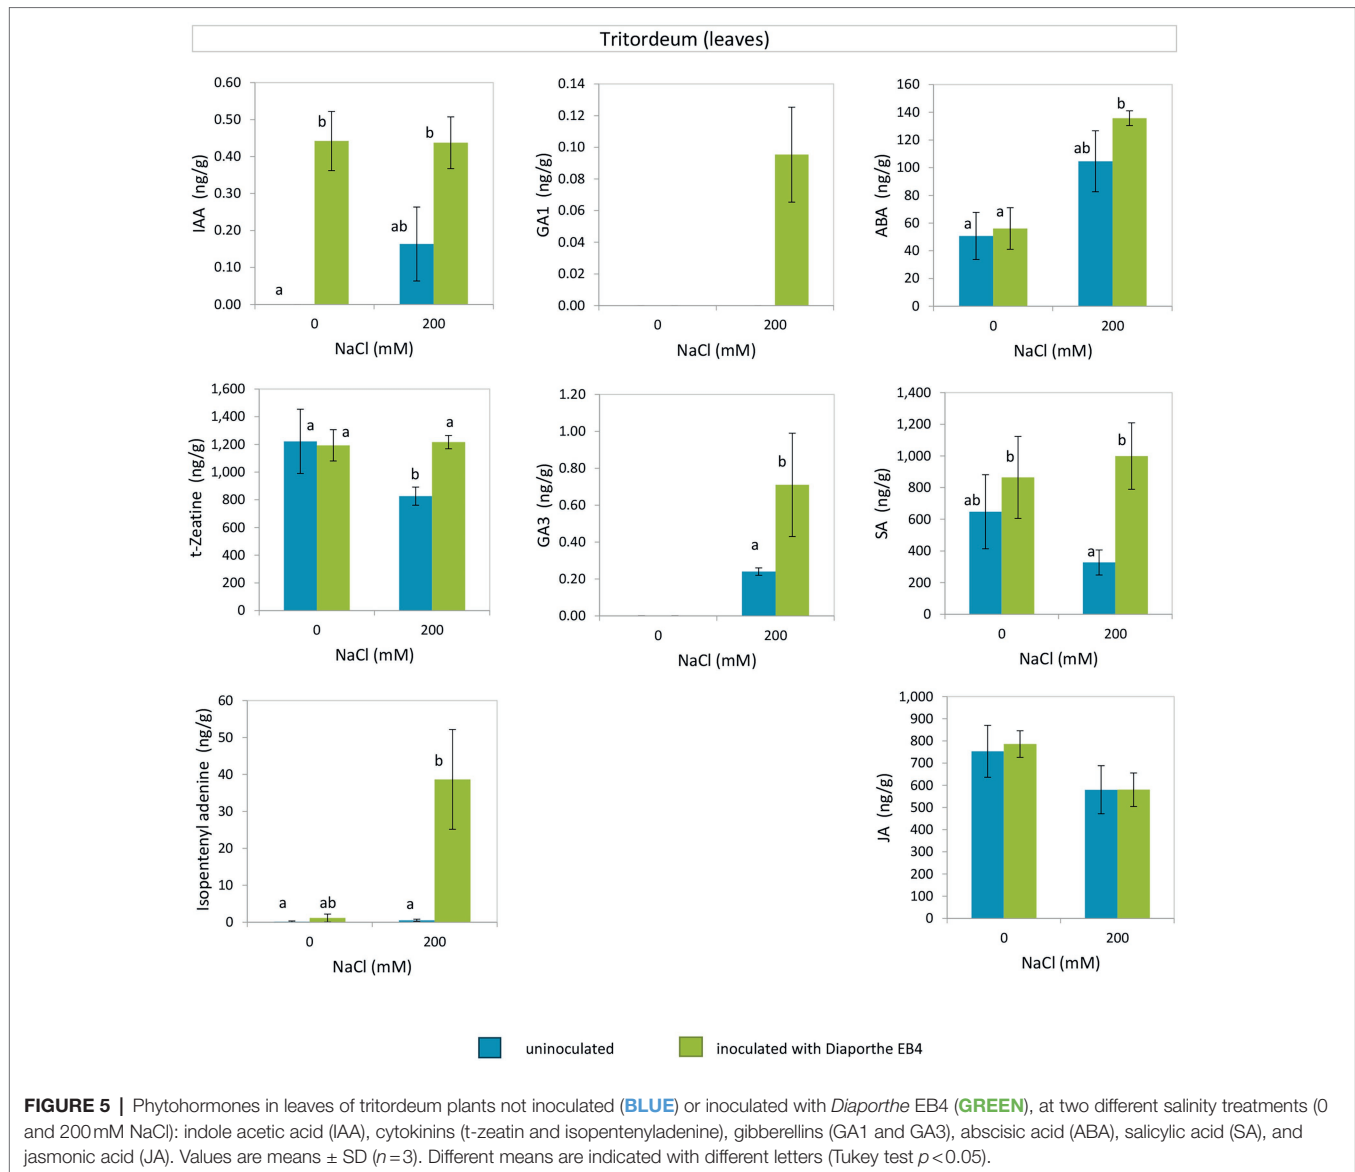 Tritordeum (leaves)
0.60
0.50
0.40
0.30
0.20
0.10
0.00
IAA (ng/g)
a
b
ab
b
0
200
NaCl (mM)
0.14
0.12
0.10
0.08
0.06
0.04
0.02
0.00
GA1 (ng/g)
0
200
NaCl (mM)
160
140
120
100
80
60
40
20
0
ABA (ng/g)
a
a
ab
b
0
200
NaCl (mM)
1,600
1,400
1,200
1,000
800
600
400
200
0
t-Zeatine (ng/g)
a
a
b
a
0
200
NaCl (mM)
1.20
1.00
0.80
0.60
0.40
0.20
0.00
GA3 (ng/g)
a
b
0
200
NaCl (mM)
1,400
1,200
1,000
800
600
400
200
0
SA (ng/g)
ab
b
a
b
0
200
NaCl (mM)
60
50
40
30
20
10
0
Isopentenyl adenine (ng/g)
a
ab
a
b
0
200
NaCl (mM)
1,000
900
800
700
600
500
400
300
200
100
0
JA (ng/g)
0
200
NaCl (mM)
uninoculated
inoculated with Diaporthe EB4
FIGURE 5 | Phytohormones in leaves of tritordeum plants not inoculated (BLUE) or inoculated with Diaporthe EB4 (GREEN), at two different salinity treatments (0
and 200 mM NaCl): indole acetic acid (IAA), cytokinins (t-zeatin and isopentenyladenine), gibberellins (GA1 and GA3), abscisic acid (ABA), salicylic acid (SA), and
jasmonic acid (JA). Values are means ± SD (n=3). Different means are indicated with different letters (Tukey test p<0.05).